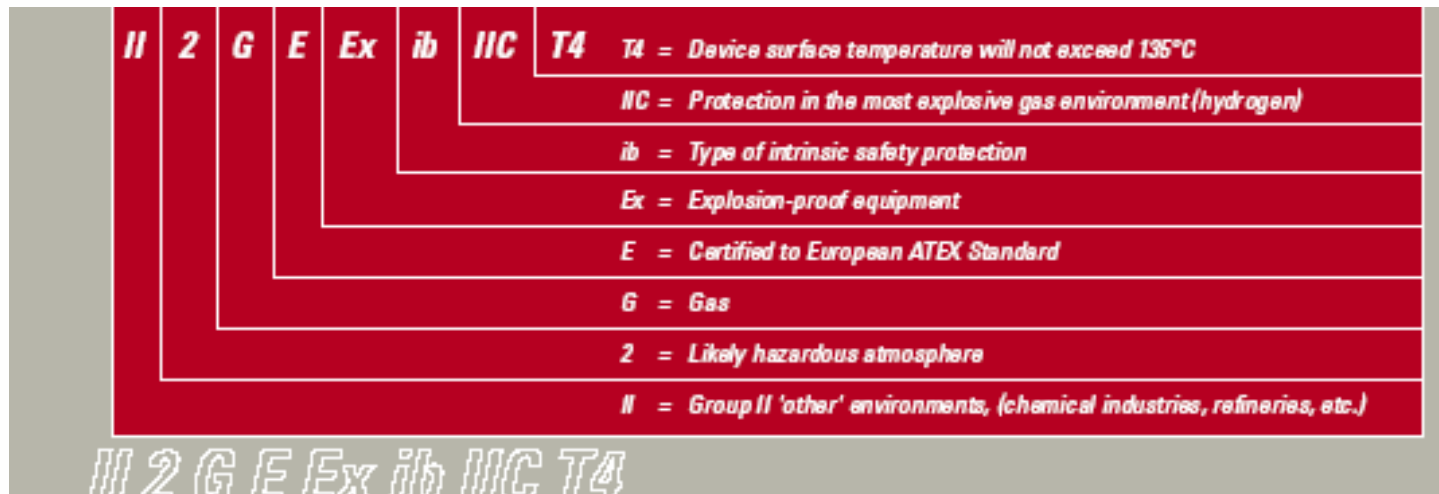 II 2 G E Ex ib IIC T4 T4 = Device surface temperature will not exceed 135°C
IIC = Protection in the most explosive gas environment (hydrogen)
ib = Type of intrinsic safety protection
Ex = Explosion-proof equipment
E = Certified to European ATEX Standard
G = Gas
2 = Likely hazardous atmosphere
II = Group II 'other' environments, (chemical industries, refineries, etc.)
II 2 G E Ex ib IIC T4